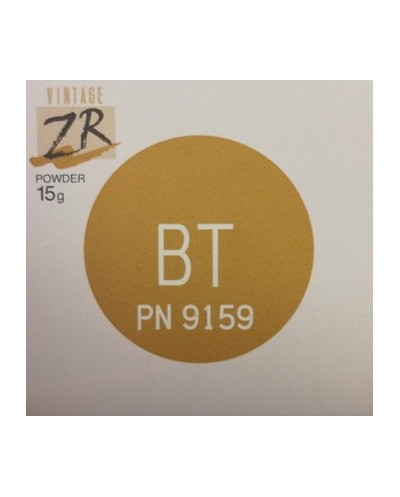 VINTAGE
ZR
POWDER
15g
BT
PN 9159